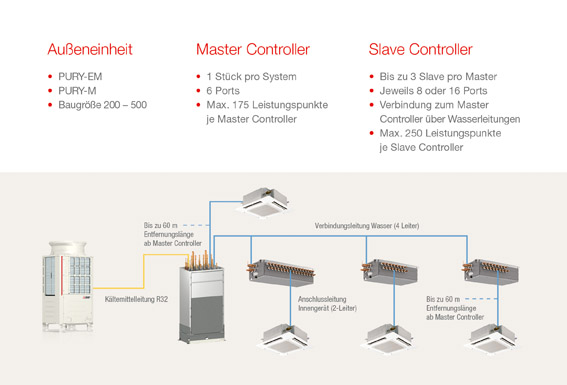 Außeneinheit
• PURY-EM
• PURY-M
• Baugröße 200 – 500
Master Controller
• 1 Stück pro System
• 6 Ports
• Max. 175 Leistungspunkte
je Master Controller
Slave Controller
• Bis zu 3 Slave pro Master
• Jeweils 8 oder 16 Ports
• Verbindung zum Master
Controller über Wasserleitungen
• Max. 250 Leistungspunkte
je Slave Controller
Bis zu 60 m
Entfernungslänge
ab Master Controller
Verbindungsleitung Wasser (4 Leiter)
Kältemittelleitung R32
Anschlussleitung
Innengerät (2-Leiter)
Bis zu 60 m
Entfernungslänge
ab Master Controller